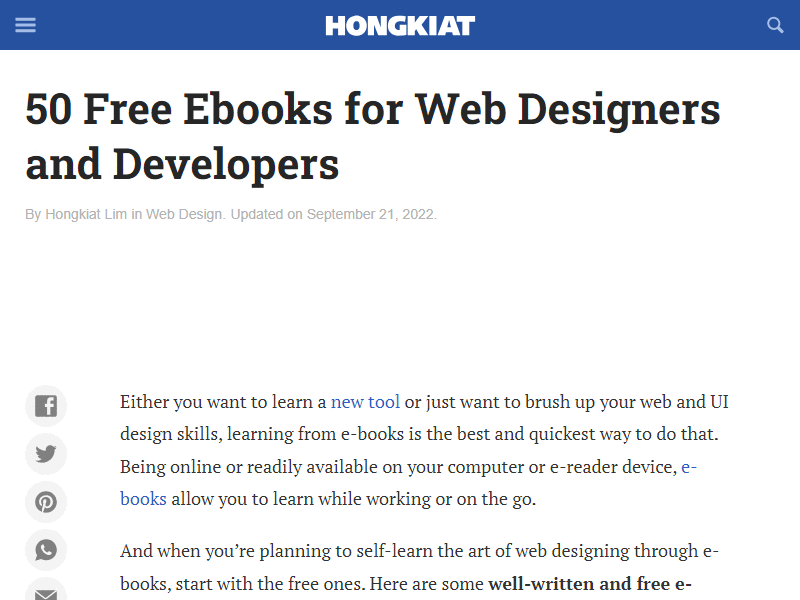 HONGKIAT
50 Free Ebooks for Web Designers
and Developers
By Hongkiat Lim in Web Design. Updated on September 21, 2022.
Either you want to learn a new tool or just want to brush up your web and UI
design skills, learning from e-books is the best and quickest way to do that.
Being online or readily available on your computer or e-reader device, e-
books allow you to learn while working or on the go.
And when you’re planning to self-learn the art of web designing through e-
books, start with the free ones. Here are some well-written and free e-